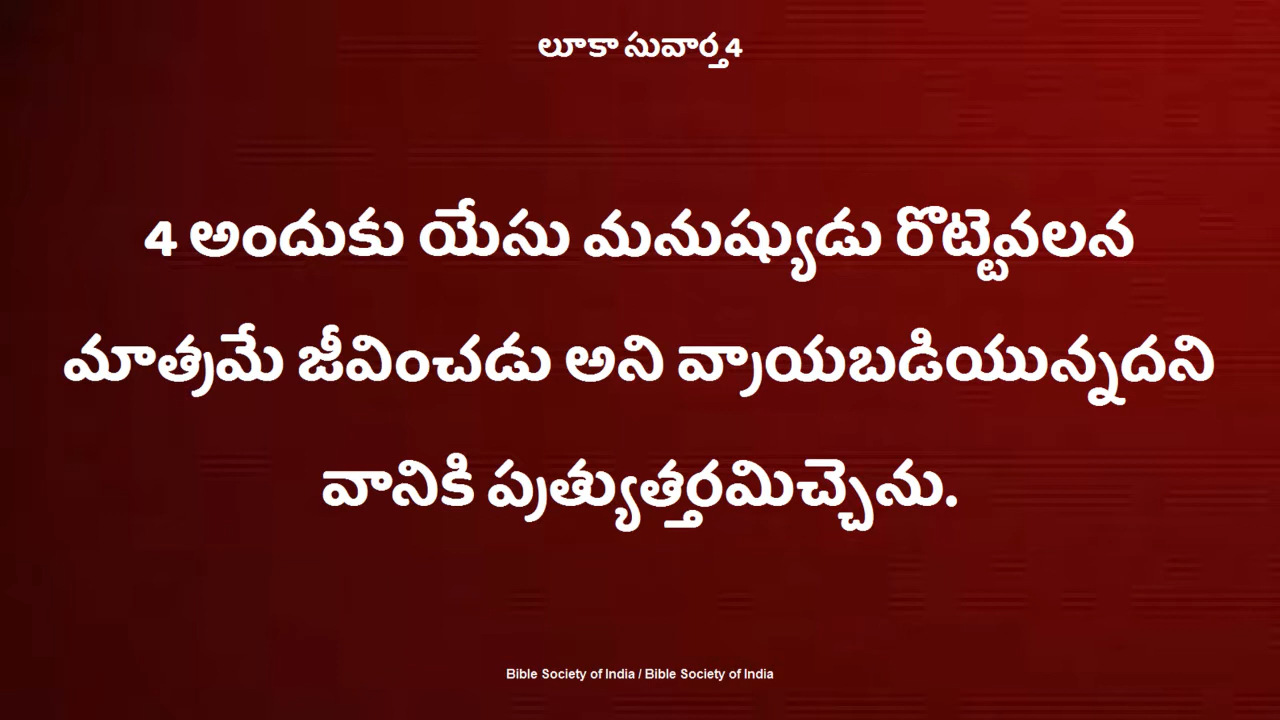 లూకా సువార్త 4
4 అందుకు యేసు మనుష్యుడు రొట్టెవలన
మాత్రమే జీవించడు అని వ్రాయబడియున్నదని
వానికి ప్రత్యుత్తరమిచ్చెను.
Bible Society of India / Bible Society of India